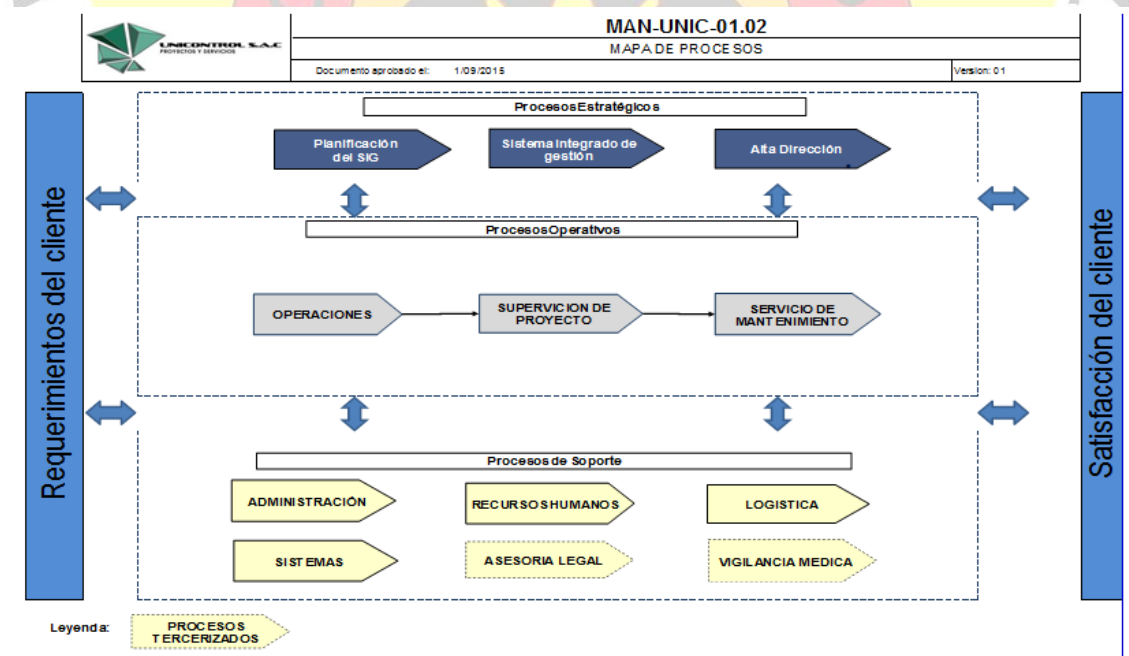 MAN-UNIC-01.02
UNICONTROL S.A.C
PROYECTOS Y SERVICIOS
MAPA DE PROCESOS
Documento aprobado el: 1/09/2015
Version: 01
Requerimientos del cliente
Procesos Estratégicos
Planificación
del SIG
Sistema Integrado de
gestión
Alta Dirección
Procesos Operativos
OPERACIONES
SUPERVICION DE
PROYECTO
SERVICIO DE
MANTENIMIENTO
Procesos de Soporte
ADMINISTRACIÓN
RECURSOS HUMANOS
LOGISTICA
SISTEMAS
ASESORIA LEGAL
VIGILANCIA MEDICA
Satisfacción del cliente
Leyenda:
PROCESOS
TERCERIZADOS